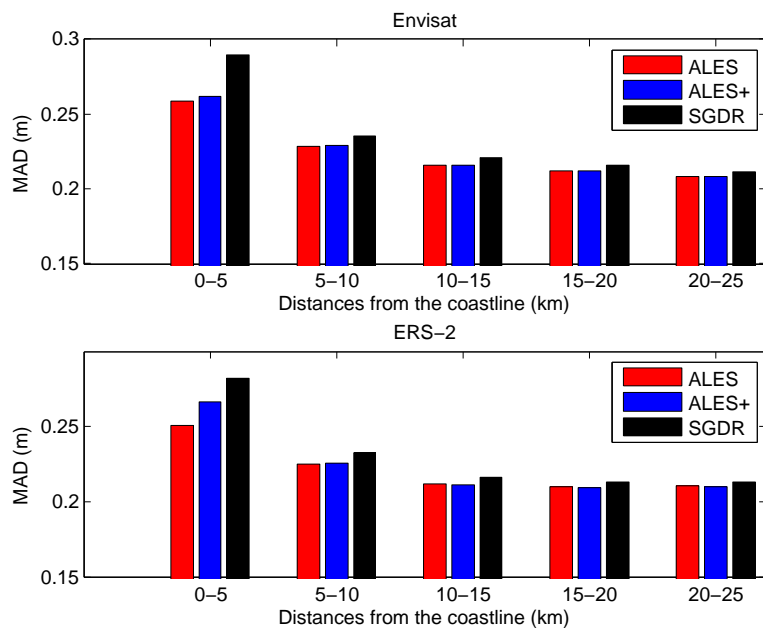 Envisat
0.3
0.25
0.2
0.15
MAD (m)
ALES
ALES+
SGDR
0−5
5−10
10−15
15−20
20−25
Distances from the coastline (km)
ERS−2
0.25
0.2
0.15
MAD (m)
ALES
ALES+
SGDR
0−5
5−10
10−15
15−20
20−25
Distances from the coastline (km)